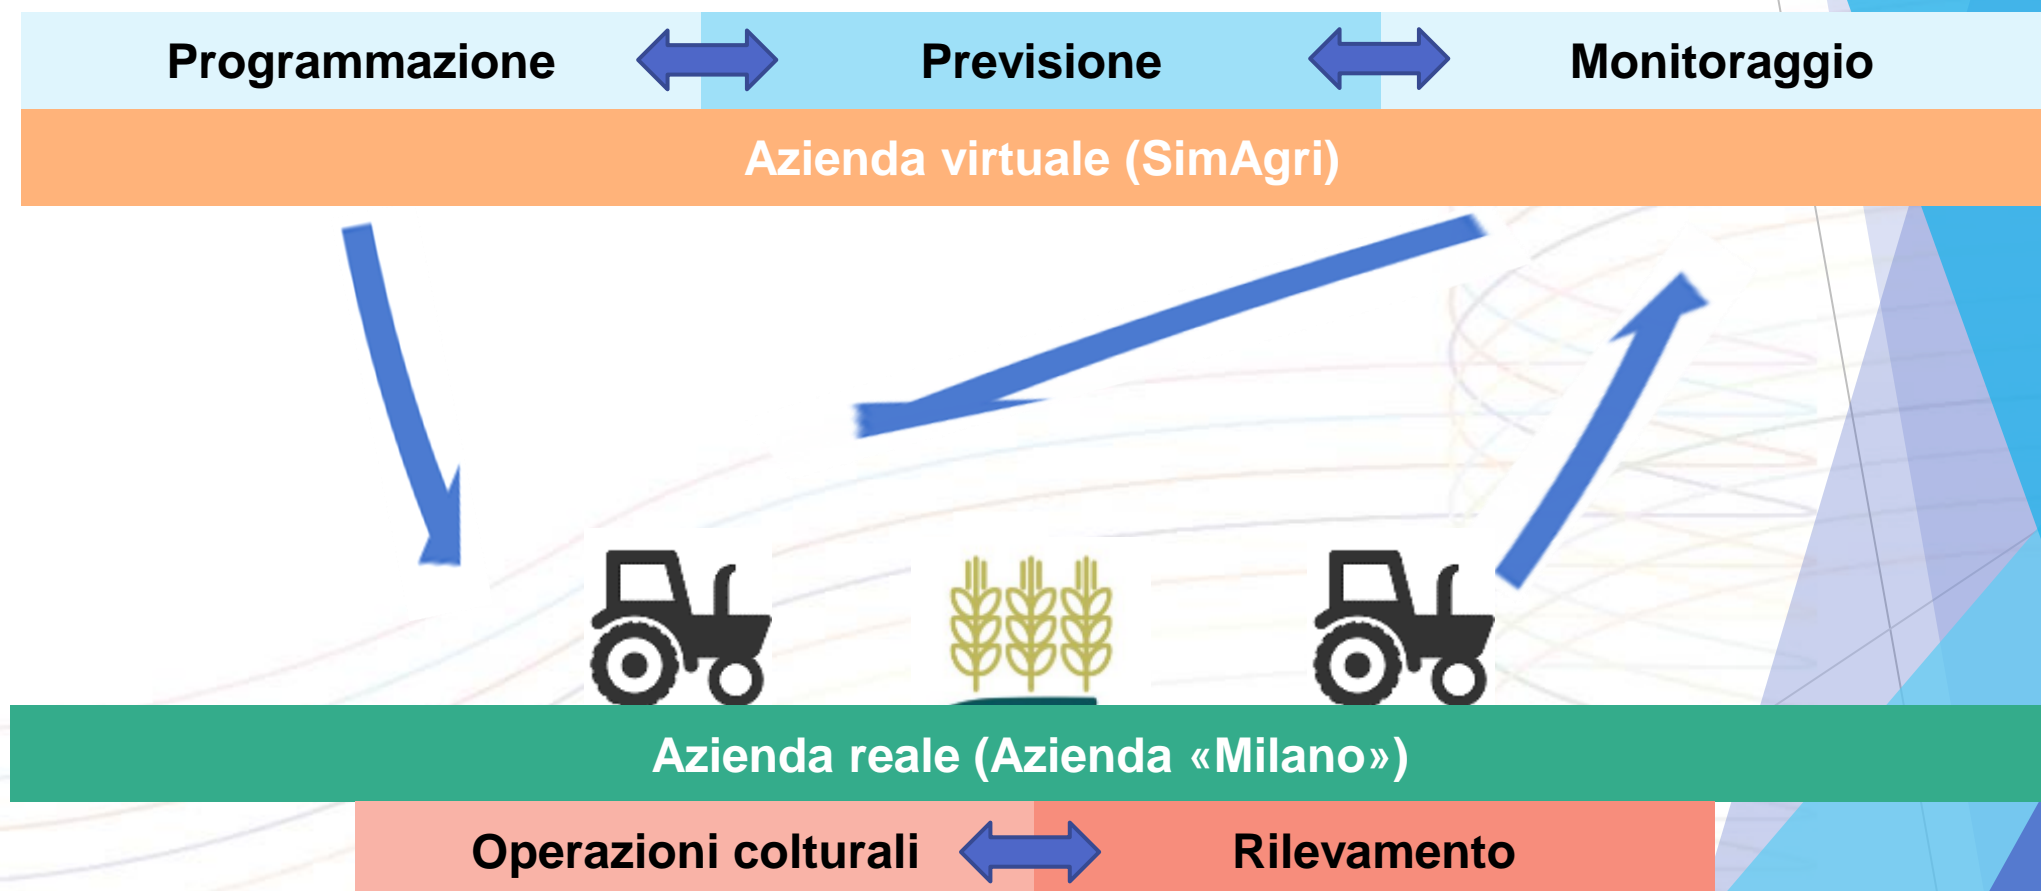 Programmazione
Previsione
Monitoraggio
Azienda virtuale (SimAgri)
Azienda reale (Azienda «Milano»)
Operazioni colturali
Rilevamento